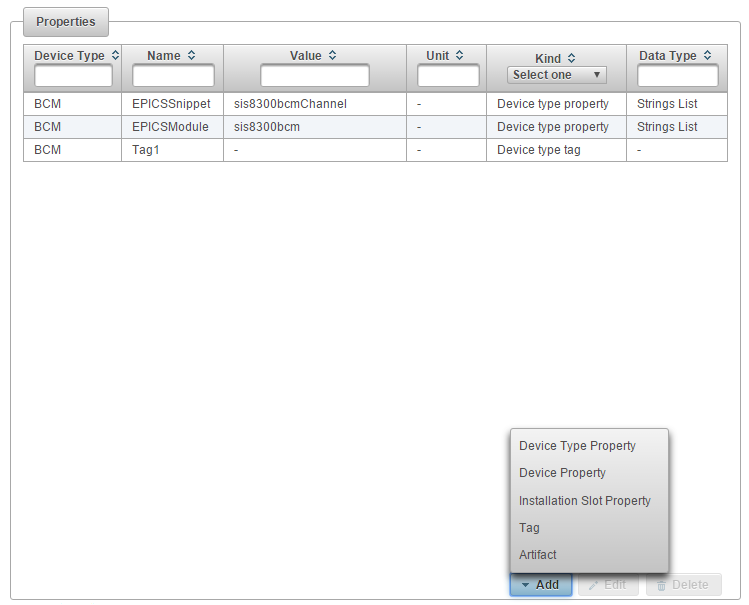 Properties
Device Type Name Value Unit Kind Data Type
Select one
BCM EPICSSnippet sis8300bcmChannel - Device type property Strings List
BCM EPICSModule sis8300bcm - Device type property Strings List
BCM Tag1 - - Device type tag -
Device Type Property
Device Property
Installation Slot Property
Tag
Artifact
Add Edit Delete